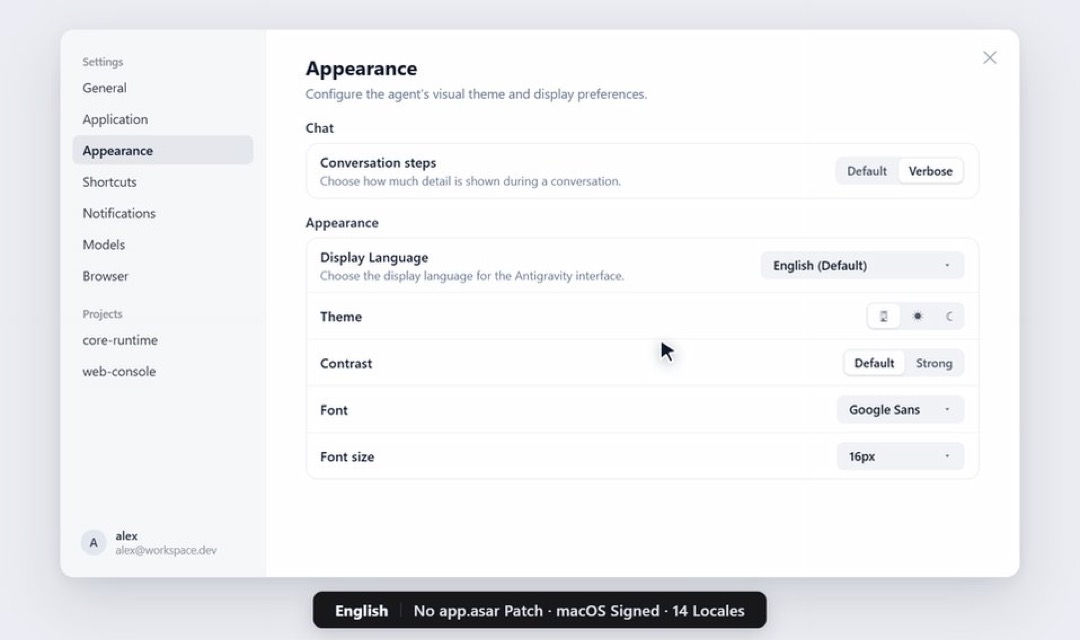 Settings
General
Application
Appearance
Shortcuts
Notifications
Models
Browser
Projects
core-runtime
web-console
A
alex
alex@workspace.dev
Appearance
Configure the agent's visual theme and display preferences.
Chat
Conversation steps
Choose how much detail is shown during a conversation.
Default Verbose
Appearance
Display Language
Choose the display language for the Antigravity interface.
English (Default)
Theme
Contrast
Default Strong
Font
Google Sans
Font size
16px
English No app.asar Patch · macOS Signed · 14 Locales